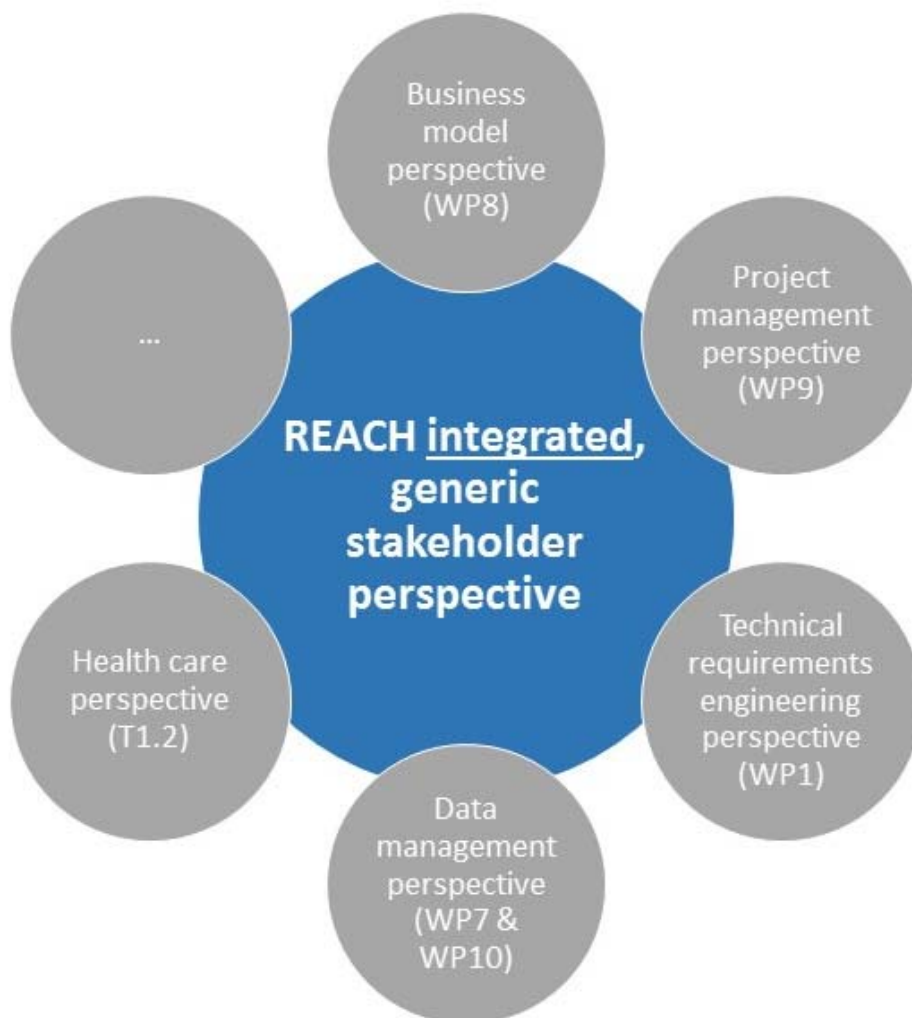 Business
model
perspective
(WP8)
Project
management
perspective
(WP9)
...
REACH integrated,
generic
stakeholder
perspective
Technical
requirements
engineering
perspective
(WP1)
Health care
perspective
(T1.2)
Data
management
perspective
(WP7 &
WP10)